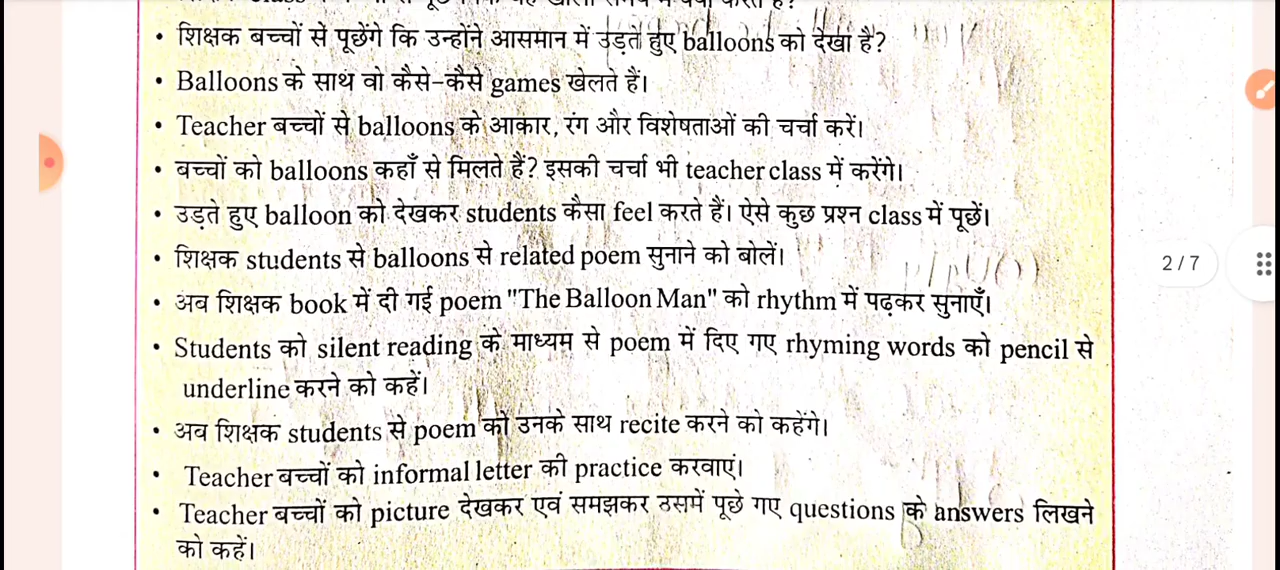 • शिक्षक बच्चों से पूछेंगे कि उन्होंने आसमान में उड़ते हुए balloons को देखा है?
• Balloons के साथ वो कैसे-कैसे games खेलते हैं।
• Teacher बच्चों से balloons के आकार, रंग और विशेषताओं की चर्चा करें।
• बच्चों को balloons कहाँ से मिलते हैं? इसकी चर्चा भी teacher class में करेंगे।
• उड़ते हुए balloon को देखकर students कैसा feel करते हैं। ऐसे कुछ प्रश्न class में पूछें।
2 / 7
• शिक्षक students से balloons से related poem सुनाने को बोलें।
• अब शिक्षक book में दी गई poem "The Balloon Man" को rhythm में पढ़कर सुनाएँ।
• Students को silent reading के माध्यम से poem में दिए गए rhyming words को pencil से
underline करने को कहें।
• अब शिक्षक students से poem को उनके साथ recite करने को कहेंगे।
• Teacher बच्चों को informal letter की practice करवाएं।
• Teacher बच्चों को picture देखकर एवं समझकर उसमें पूछे गए questions के answers लिखने
को कहें।